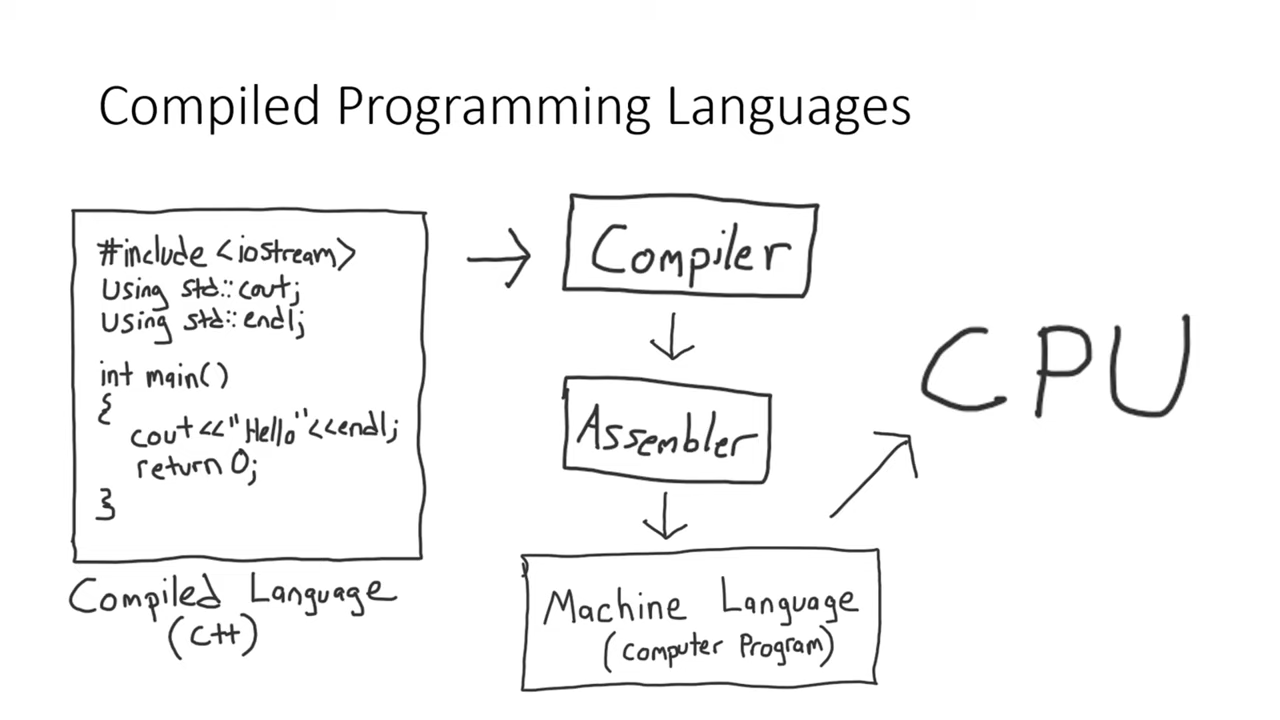 Compiled Programming Languages
#include <iostream>
Using std::cout;
Using std::endl;
int main()
{
cout<<"Hello"<<endl;
return 0;
}
Compiled Language
(C++)
Compiler
Assembler
Machine Language
(Computer Program)
CPU